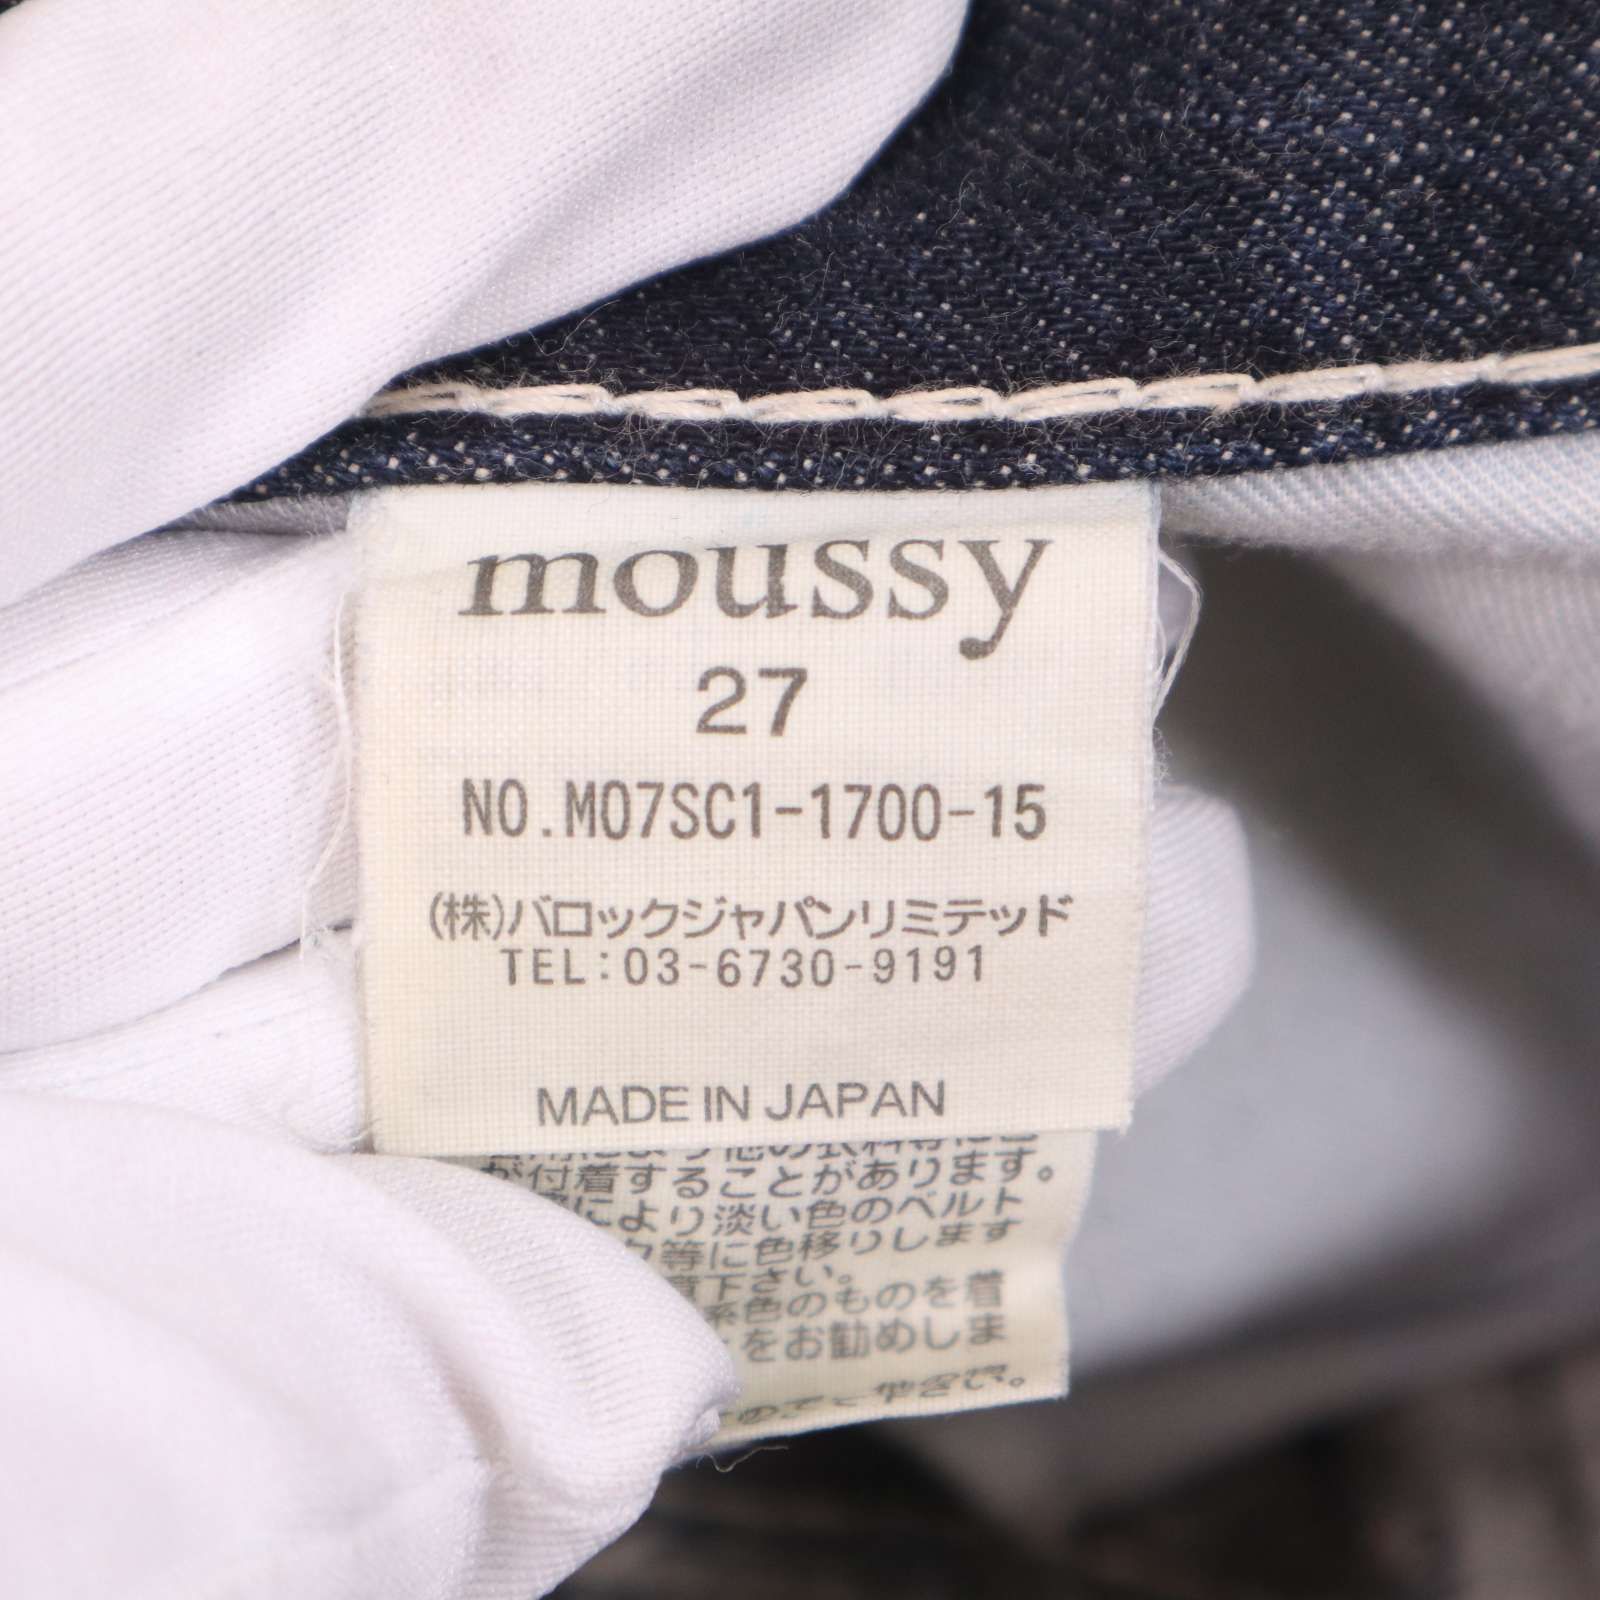 moussy
27
NO.M07SC1-1700-15
(株)バロックジャパンリミテッド
TEL:03-6730-9191
MADE IN JAPAN
が付着することがあります。
により淡い色のベルト
ク等に色移りします
下さい。
系色のものを着
をお勧めしま